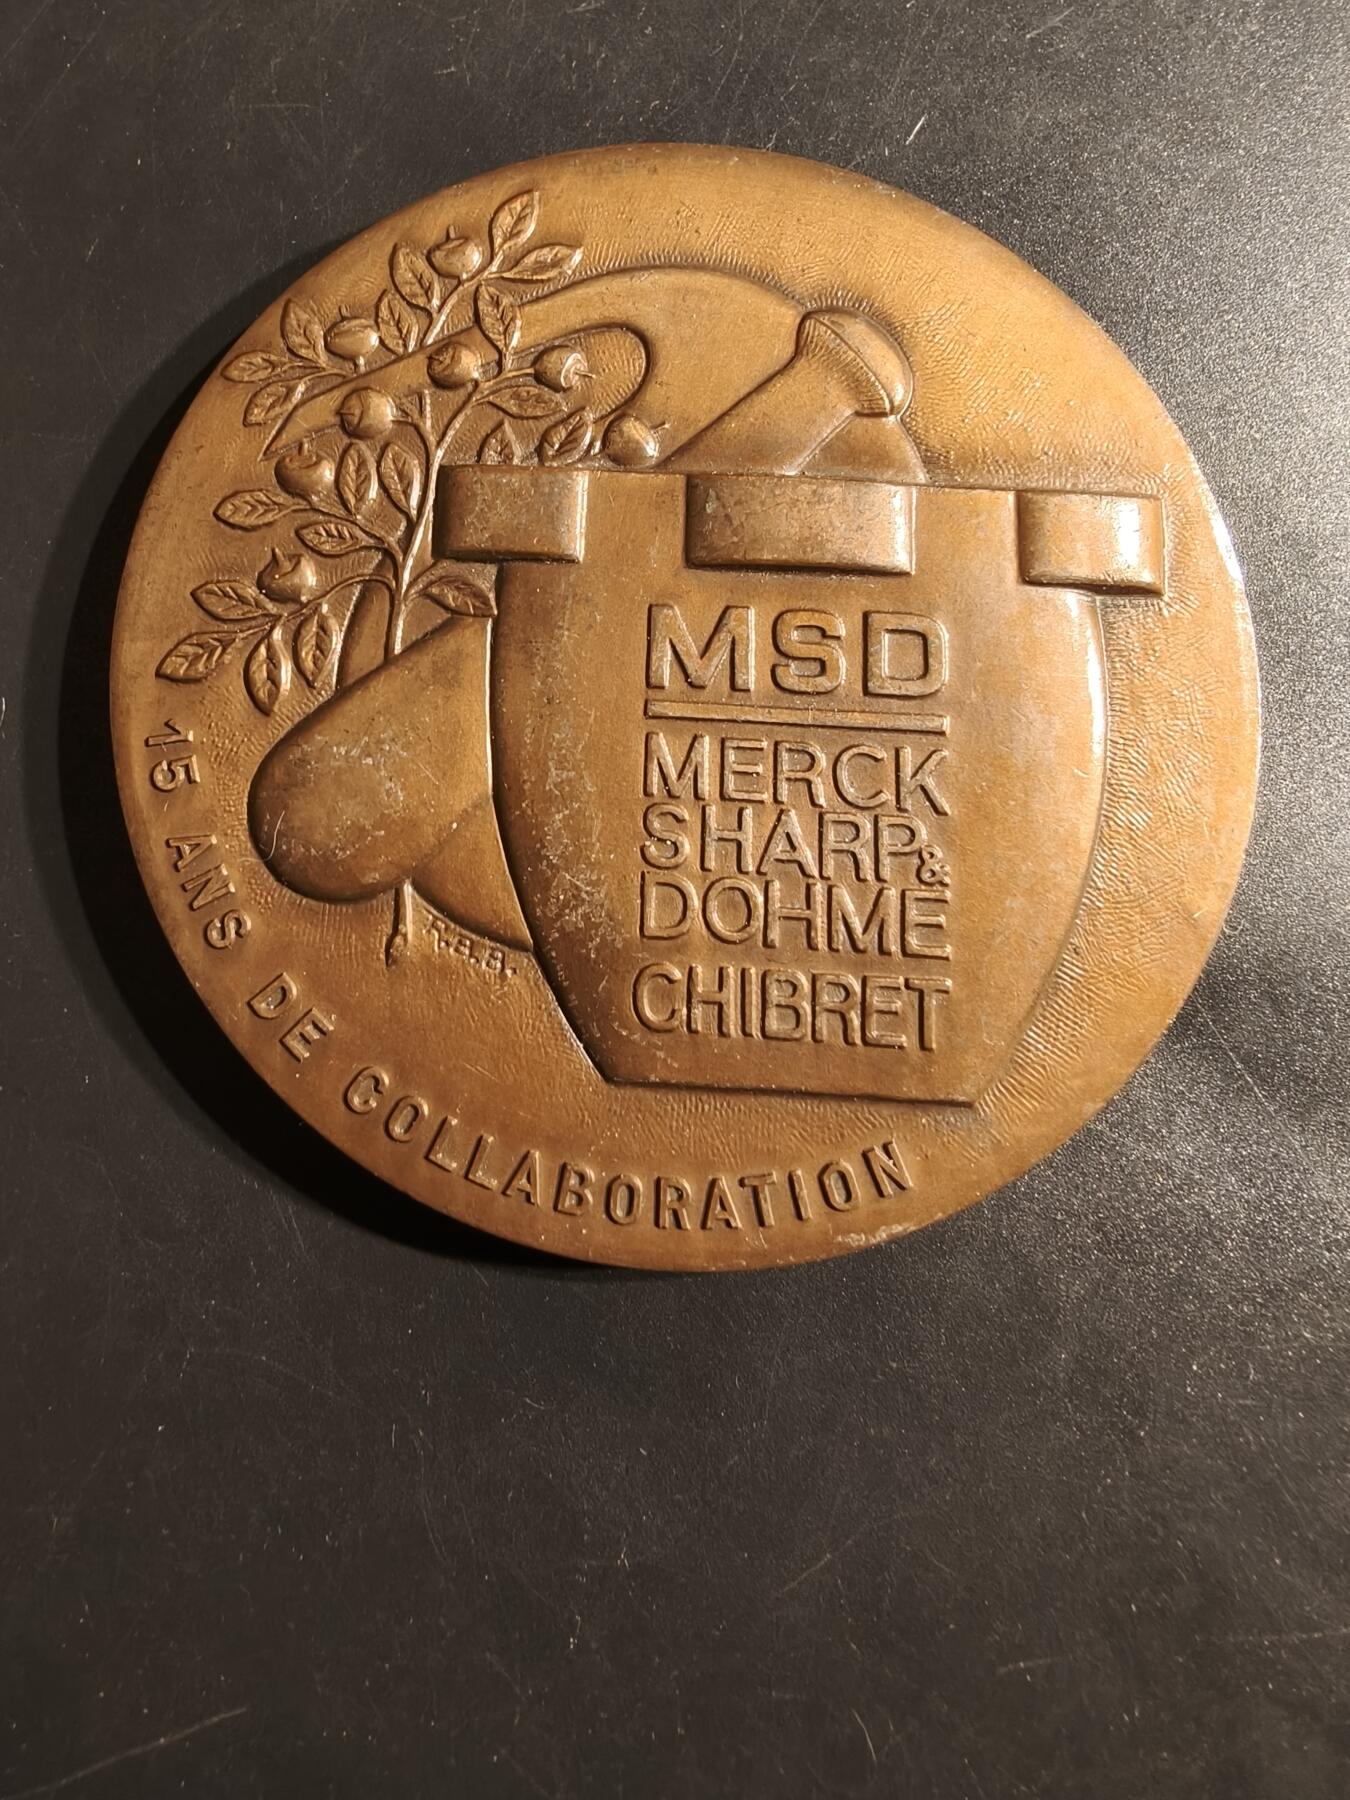 MSD
MERCK
SHARP&
DOHME
CHIBRET
R.B.B.
15 ANS DE COLLABORATION